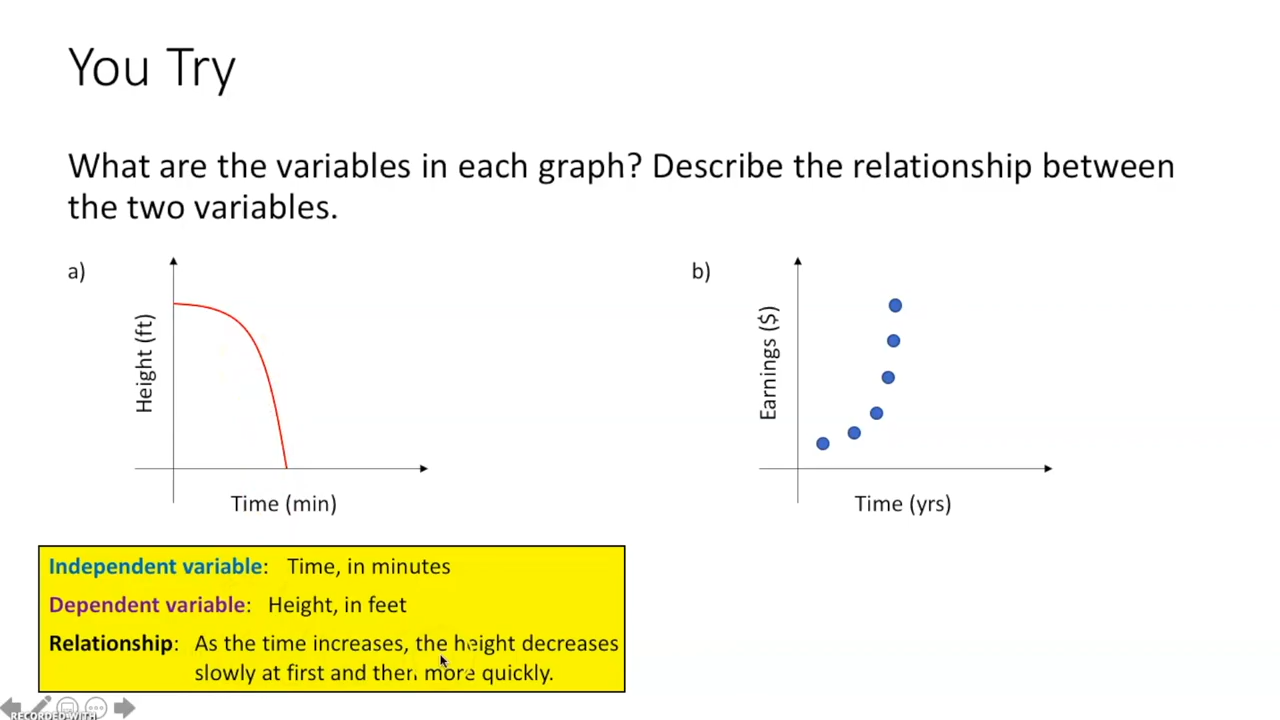 You Try
What are the variables in each graph? Describe the relationship between
the two variables.
a)
Height (ft)
Time (min)
b)
Earnings ($)
Time (yrs)
Independent variable: Time, in minutes
Dependent variable: Height, in feet
Relationship: As the time increases, the height decreases
slowly at first and then more quickly.
RECORDED WITH